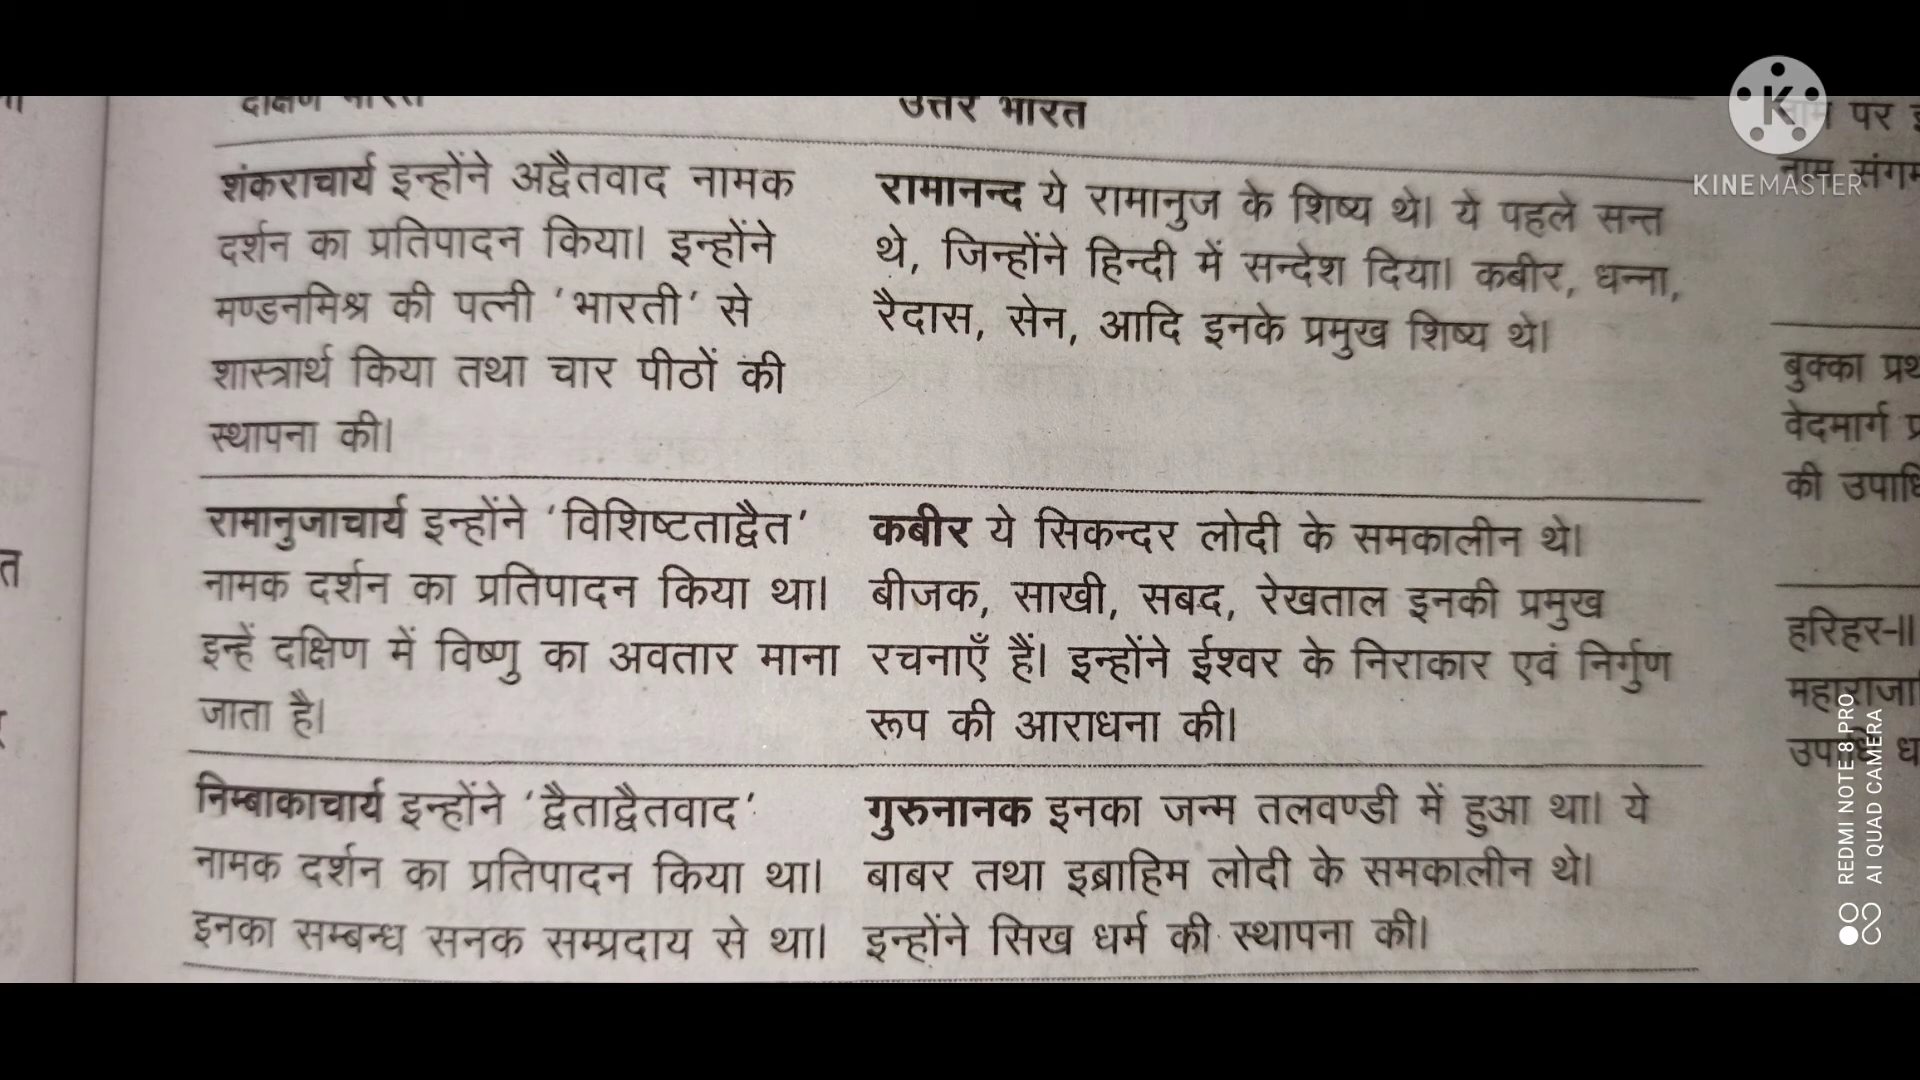 दक्षिण भारत
शंकराचार्य इन्होंने अद्वैतवाद नामक
दर्शन का प्रतिपादन किया। इन्होंने
मण्डनमिश्र की पत्नी 'भारती' से
शास्त्रार्थ किया तथा चार पीठों की
स्थापना की।
रामानुजाचार्य इन्होंने 'विशिष्टताद्वैत'
नामक दर्शन का प्रतिपादन किया था।
इन्हें दक्षिण में विष्णु का अवतार माना
जाता है।
निम्बाकाचार्य इन्होंने 'द्वैताद्वैतवाद'
नामक दर्शन का प्रतिपादन किया था।
इनका सम्बन्ध सनक सम्प्रदाय से था।
उत्तर भारत
रामानन्द ये रामानुज के शिष्य थे। ये पहले सन्त
थे, जिन्होंने हिन्दी में सन्देश दिया। कबीर, धन्ना,
रैदास, सेन, आदि इनके प्रमुख शिष्य थे।
कबीर ये सिकन्दर लोदी के समकालीन थे।
बीजक, साखी, सबद, रेखताल इनकी प्रमुख
रचनाएँ हैं। इन्होंने ईश्वर के निराकार एवं निर्गुण
रूप की आराधना की।
गुरुनानक इनका जन्म तलवण्डी में हुआ था। ये
बाबर तथा इब्राहिम लोदी के समकालीन थे।
इन्होंने सिख धर्म की स्थापना की।
पर
नाम संगम
बुक्का
वेदमार्ग
की
हरिहर-II
K
KINEMASTER
REDMI NOTE 8 PRO
AI QUAD CAMERA